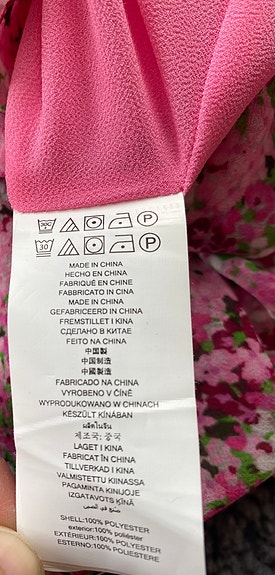 30
MADE IN CHINA
HECHO EN CHINA
FABRIQUÉ EN CHINE
FABBRICATO IN CINA
MADE IN CHINA
GEFABRICEERD IN CHINA
FREMSTILLET I KINA
СДЕЛАНО В КИТАЕ
FEITO NA CHINA
中国製
中国制造
中國製造
FABRICADO NA CHINA
VYROBENO V ČÍNĚ
WYPRODUKOWANO W CHINACH
KÉSZÜLT KÍNÁBAN
ผลิตในจีน
제조국: 중국
LAGET I KINA
FABRICAT ÎN CHINA
TILLVERKAD I KINA
VALMISTETTU KIINASSA
PAGAMINTA KINIJOJE
IZGATAVOTS ĶĪNĀ
صنع في الصين
SHELL:100% POLYESTER
exterior:100% poliéster
EXTÉRIEUR:100% POLYESTER
ESTERNO:100% POLIESTERE